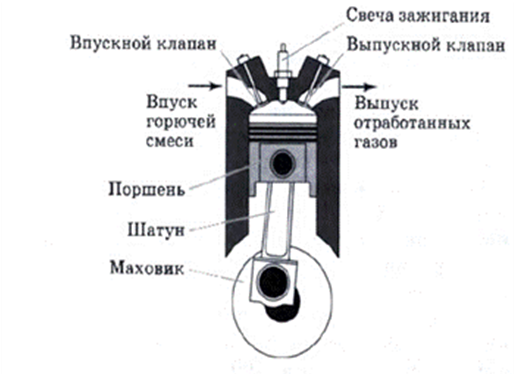 Свеча зажигания
Впускной клапан
Выпускной клапан
Впуск
горючей
смеси
Выпуск
отработанных
газов
Поршень
Шатун
Маховик